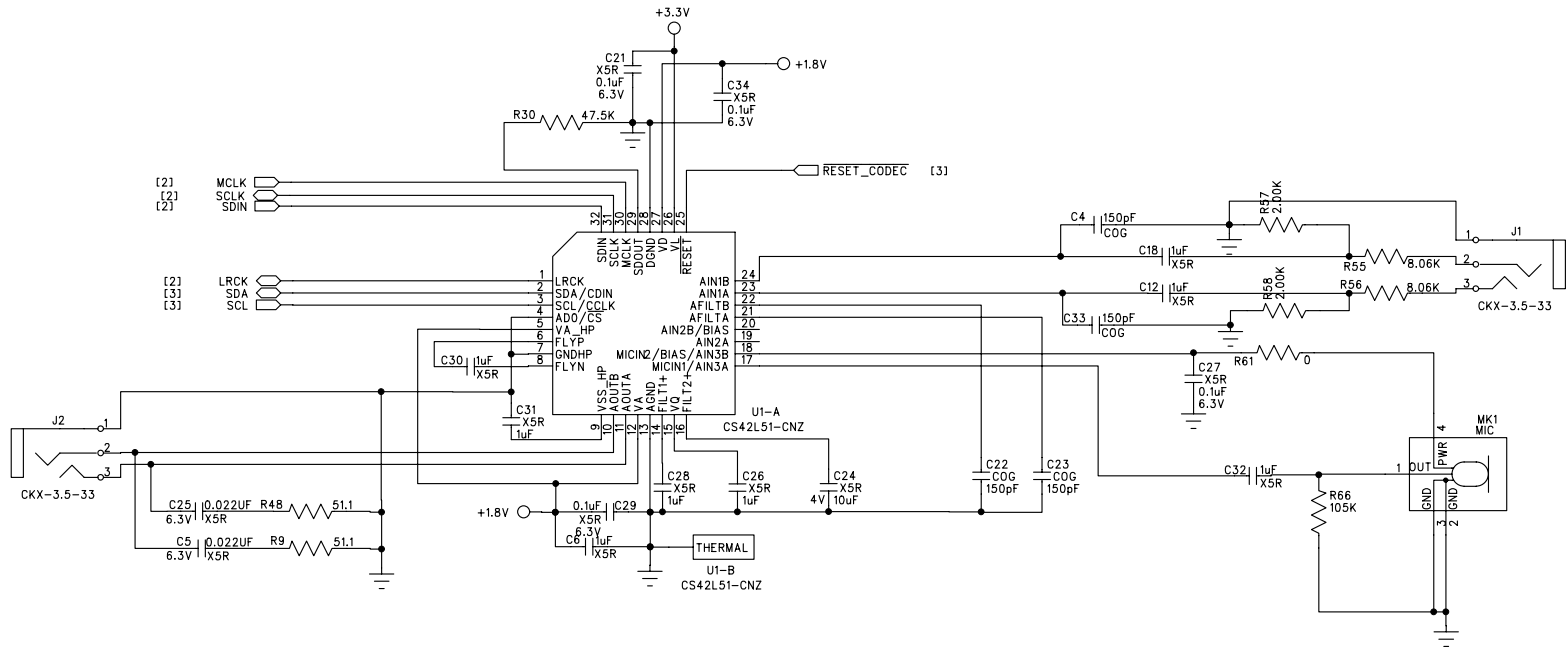 +3.3V
C21
X5R
0.1uF
6.3V
+1.8V
C34
X5R
0.1uF
6.3V
R30
47.5K
RESET_CODEC [3]
[2] MCLK
[2] SCLK
[2] SDIN
[2] LRCK
[3] SDA
[3] SCL
32
31
30
29
28
27
26
25
SDIN
SCLK
MCLK
SDOUT
DGND
VD
VL
RESET
1 LRCK
2 SDA/CDIN
3 SCL/CCLK
4 AD0/CS
5 VA_HP
6 FLYP
7 GNDHP
8 FLYN
AIN1B 24
AIN1A 23
AFILTB 22
AFILTA 21
AIN2B/BIAS 20
AIN2A 19
MICIN2/BIAS/AIN3B 18
MICIN1/AIN3A 17
VSS_HP
AOUTB
AOUTA
VA
AGND
FILT1+
VQ
FILT2+
9
10
11
12
13
14
15
16
U1-A
CS42L51-CNZ
C4
150pF
COG
C18
1uF
X5R
R57
2.00K
R55
8.06K
C12
1uF
X5R
R58
2.00K
R56
8.06K
C33
150pF
COG
1
2
3
J1
CKX-3.5-33
R61
0
C27
X5R
0.1uF
6.3V
MK1
MIC
4
PWR
1
OUT
GND
GND
3
2
C32
1uF
X5R
R66
105K
C30
1uF
X5R
C31
X5R
1uF
J2
1
2
3
CKX-3.5-33
C25
6.3V
0.022UF
X5R
R48
51.1
C5
6.3V
0.022UF
X5R
R9
51.1
+1.8V
0.1uF
X5R
6.3V
C29
C6
1uF
X5R
C28
X5R
1uF
C26
X5R
1uF
C24
X5R
10uF
4V
C22
COG
150pF
C23
COG
150pF
THERMAL
U1-B
CS42L51-CNZ